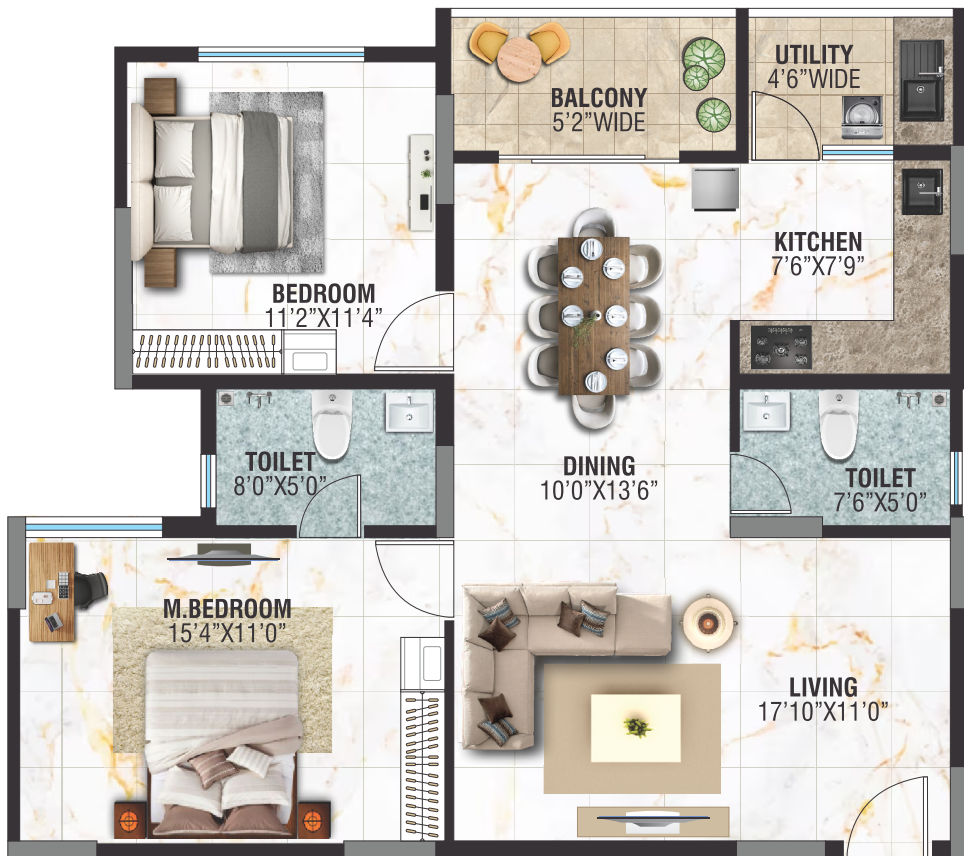 UTILITY
4'6"WIDE
BALCONY
5'2"WIDE
KITCHEN
7'6"X7'9"
BEDROOM
11'2"X11'4"
TOILET
8'0"X5'0"
DINING
10'0"X13'6"
TOILET
7'6"X5'0"
M.BEDROOM
15'4"X11'0"
LIVING
17'10"X11'0"